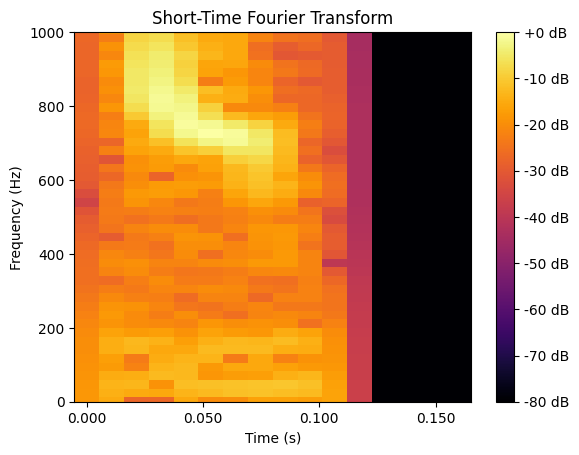 Short-Time Fourier Transform
1000
800
600
400
200
0
Frequency (Hz)
0.000
0.050
0.100
0.150
Time (s)
+0 dB
-10 dB
-20 dB
-30 dB
-40 dB
-50 dB
-60 dB
-70 dB
-80 dB